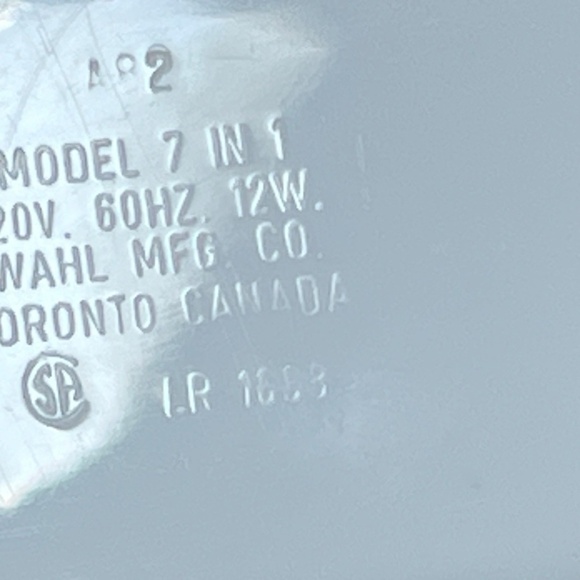 MODEL 7 IN 1
20V. 60HZ. 12W.
WAHL MFG. CO.
ORONTO CANADA
SA LR